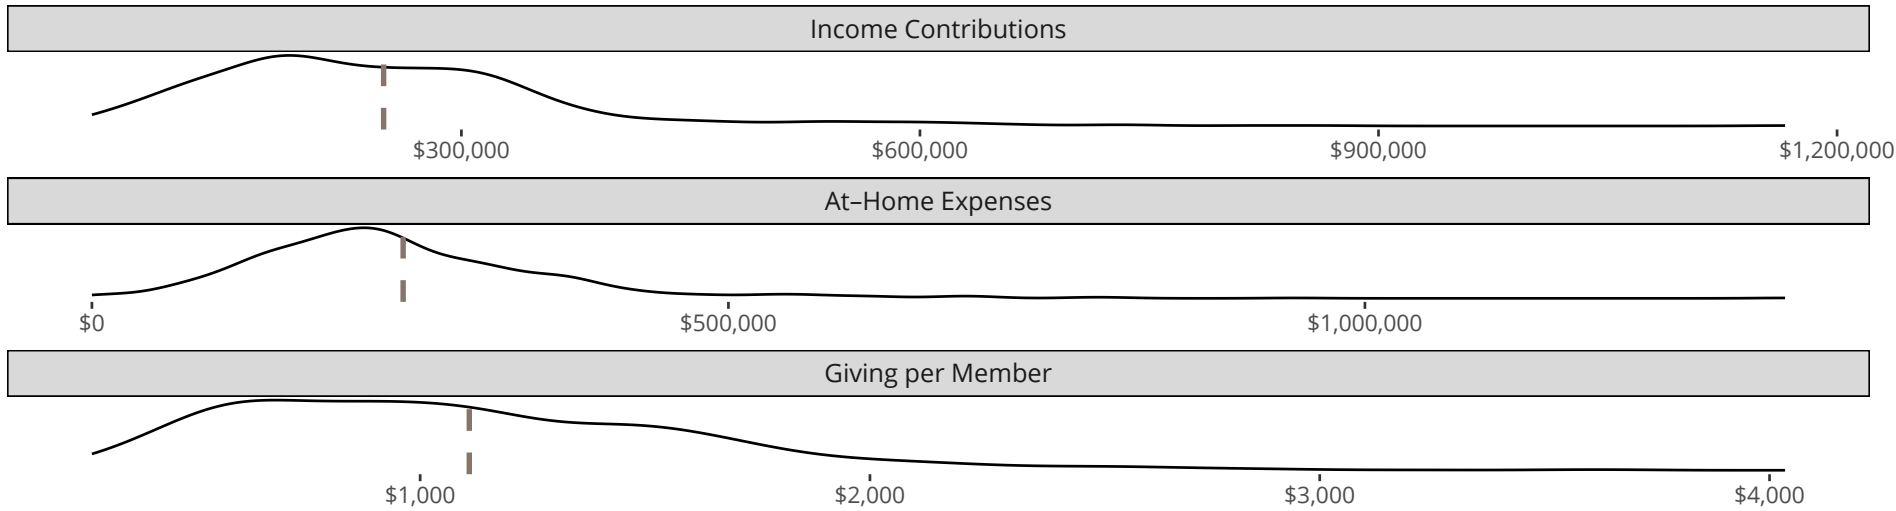 Income Contributions
$300,000 $600,000 $900,000 $1,200,000
At–Home Expenses
$0 $500,000 $1,000,000
Giving per Member
$1,000 $2,000 $3,000 $4,000